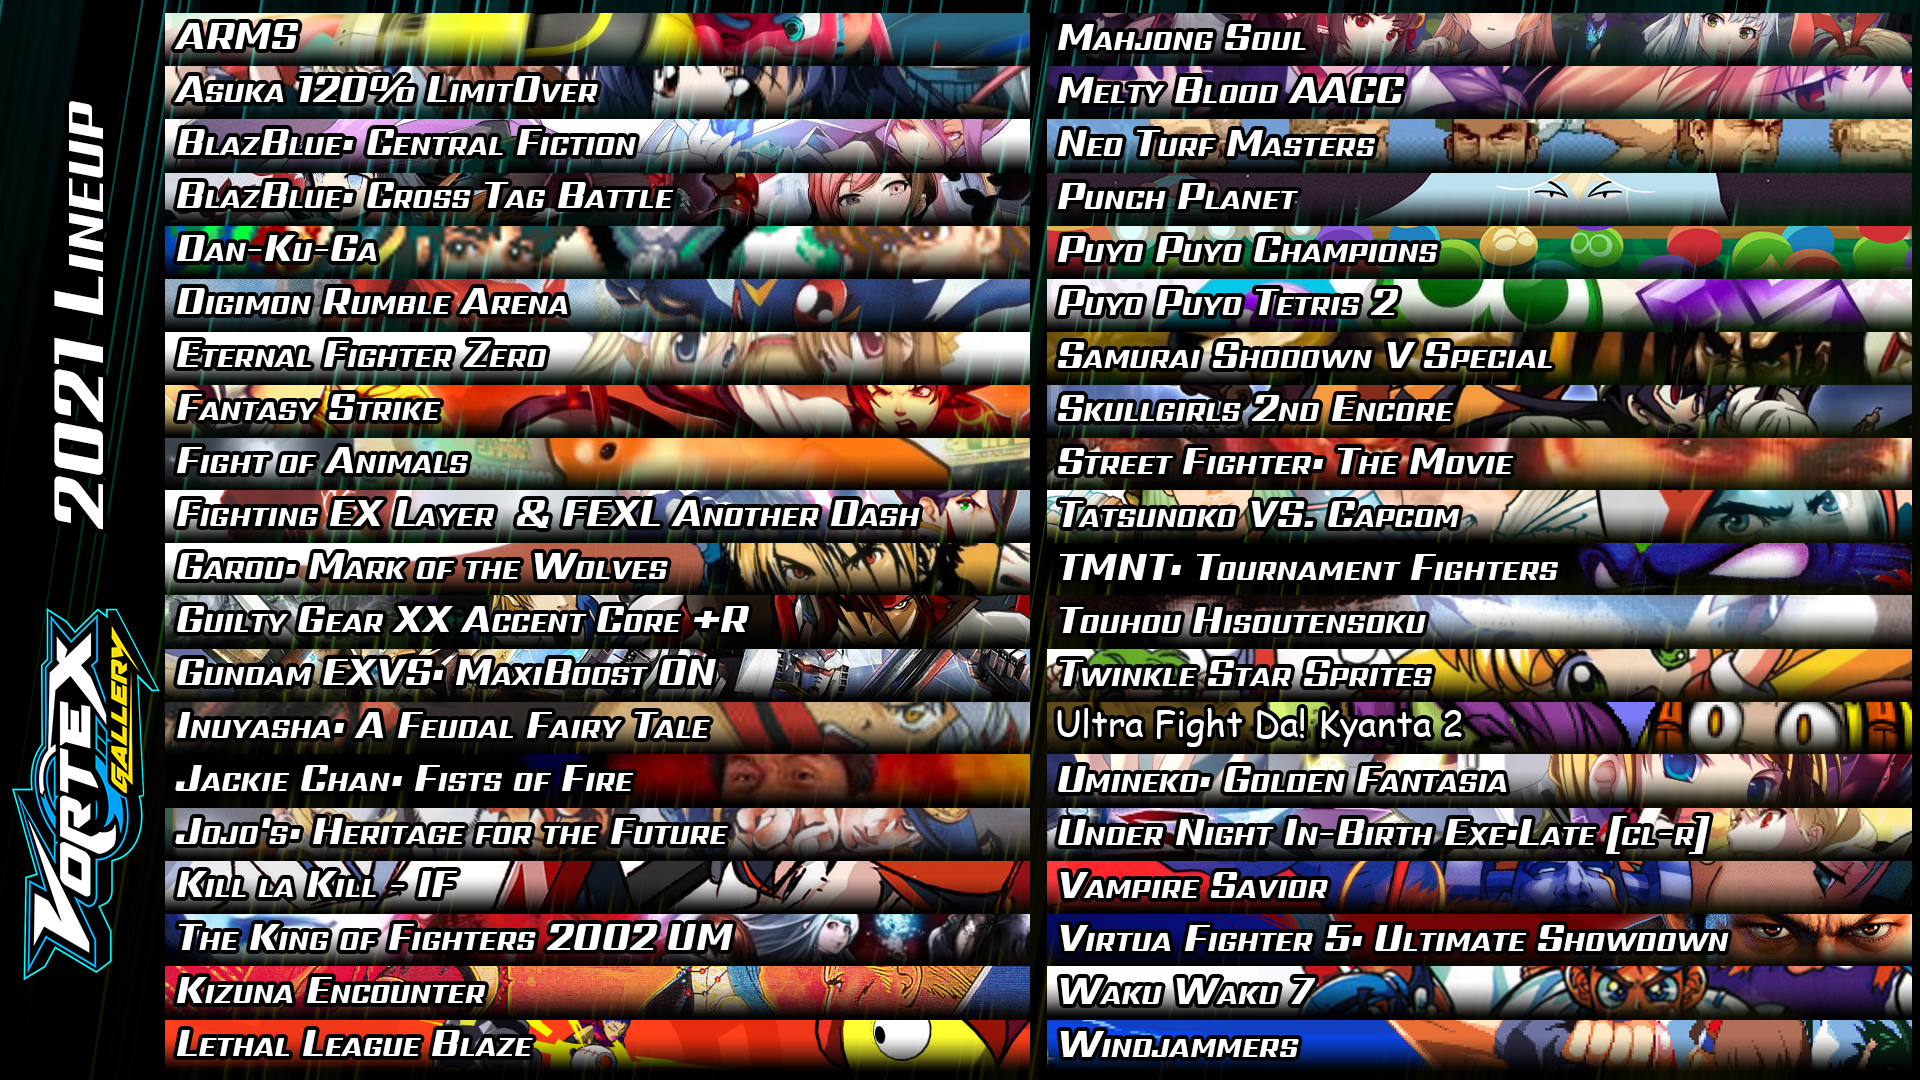 2021 Lineup
Vortex
Gallery
ARMS
Asuka 120% LimitOver
BlazBlue: Central Fiction
BlazBlue: Cross Tag Battle
Dan-Ku-Ga
Digimon Rumble Arena
Eternal Fighter Zero
Fantasy Strike
Fight of Animals
Fighting EX Layer & FEXL Another Dash
Garou: Mark of the Wolves
Guilty Gear XX Accent Core +R
Gundam EXVS: MaxiBoost ON
Inuyasha: A Feudal Fairy Tale
Jackie Chan: Fists of Fire
Jojo's: Heritage for the Future
Kill la Kill - IF
The King of Fighters 2002 UM
Kizuna Encounter
Lethal League Blaze
Mahjong Soul
Melty Blood AACC
Neo Turf Masters
Punch Planet
Puyo Puyo Champions
Puyo Puyo Tetris 2
Samurai Shodown V Special
Skullgirls 2nd Encore
Street Fighter: The Movie
Tatsunoko VS. Capcom
TMNT: Tournament Fighters
Touhou Hisoutensoku
Twinkle Star Sprites
Ultra Fight Da! Kyanta 2
Umineko: Golden Fantasia
Under Night In-Birth Exe:Late [cl-r]
Vampire Savior
Virtua Fighter 5: Ultimate Showdown
Waku Waku 7
Windjammers